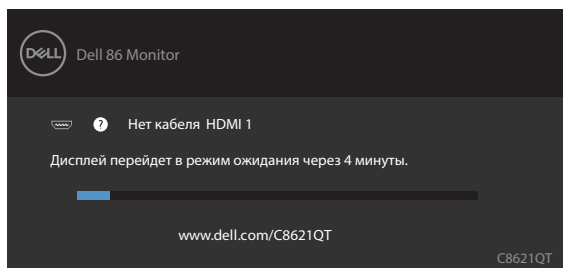 DELL
Dell 86 Monitor
? Нет кабеля HDMI 1
Дисплей перейдет в режим ожидания через 4 минуты.
www.dell.com/C8621QT
C8621QT